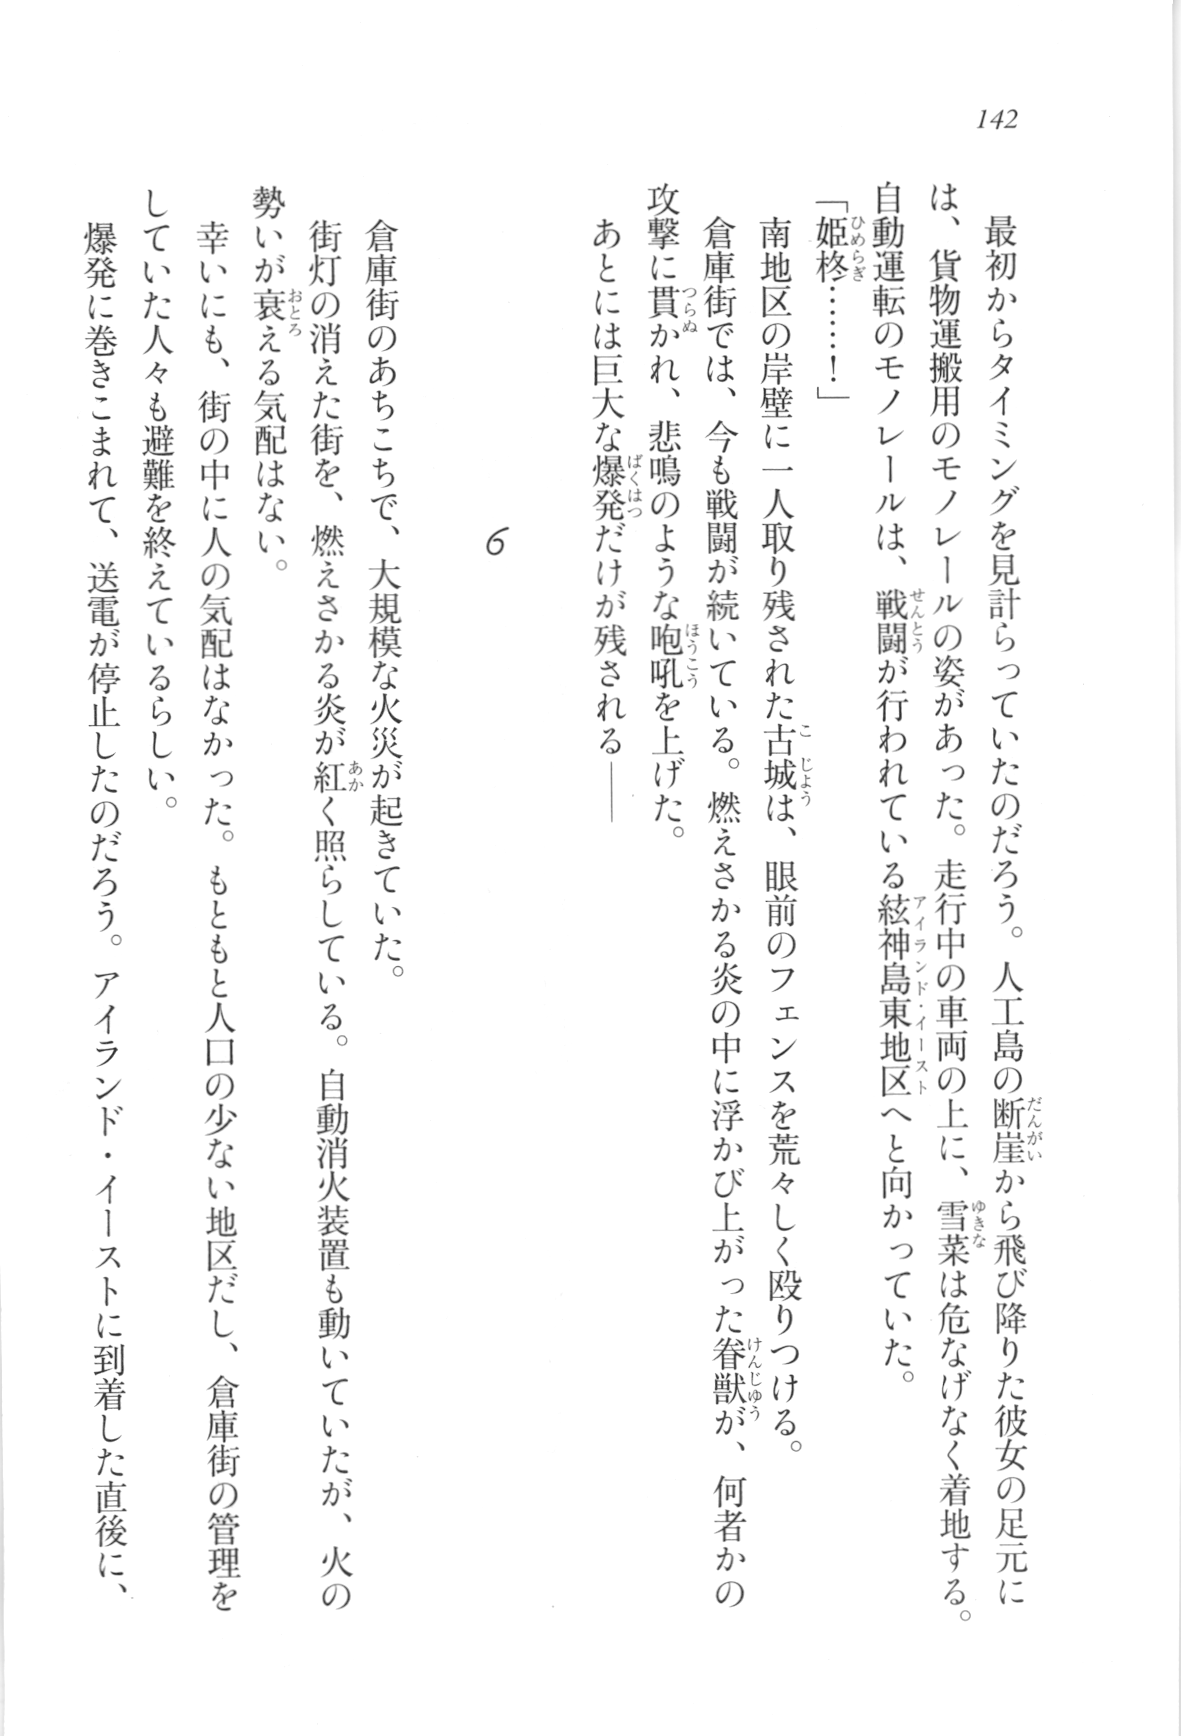 142
最初からタイミングを見計らっていたのだろう。人工島の断崖から飛び降りた彼女の足元に
は、貨物運搬用のモノレールの姿があった。走行中の車両の上に、雪菜は危なげなく着地する。
自動運転のモノレールは、戦闘が行われている絃神島東地区へと向かっていた。
「姫柊……！」
南地区の岸壁に一人取り残された古城は、眼前のフェンスを荒々しく殴りつける。
倉庫街では、今も戦闘が続いている。燃えさかる炎の中に浮かび上がった眷獣が、何者かの
攻撃に貫かれ、悲鳴のような咆吼を上げた。
あとには巨大な爆発だけが残される――
6
倉庫街のあちこちで、大規模な火災が起きていた。
街灯の消えた街を、燃えさかる炎が紅く照らしている。自動消火装置も動いていたが、火の
勢いが衰える気配はない。
幸いにも、街の中に人の気配はなかった。もともと人口の少ない地区だし、倉庫街の管理を
していた人々も避難を終えているらしい。
爆発に巻きこまれて、送電が停止したのだろう。アイランド・イーストに到着した直後に、